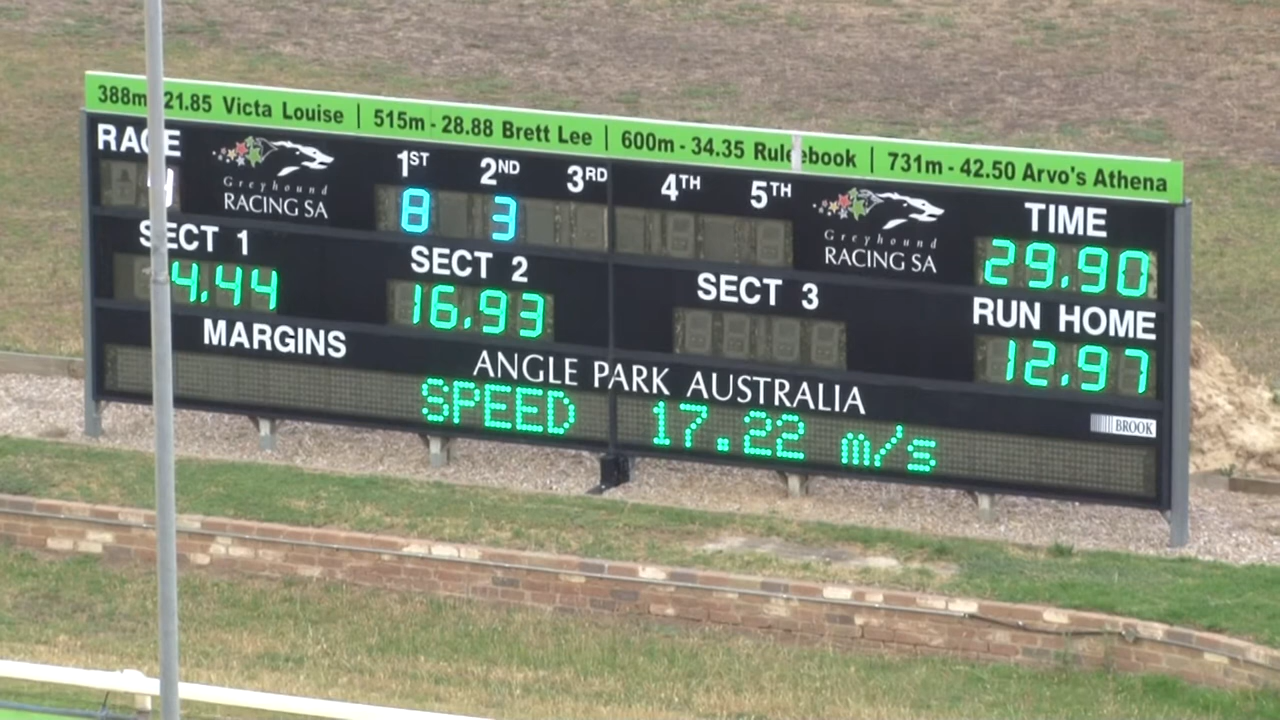 388m 21.85 Victa Louise | 515m - 28.88 Brett Lee | 600m - 34.35 Rulebook | 731m - 42.50 Arvo's Athena
RACE
Greyhound
RACING SA
1ST 2ND 3RD 4TH 5TH
8 3
Greyhound
RACING SA
TIME
29.90
SECT 1
4.44
SECT 2
16.93
SECT 3
RUN HOME
12.97
MARGINS
ANGLE PARK AUSTRALIA
SPEED 17.22 m/s
BROOK